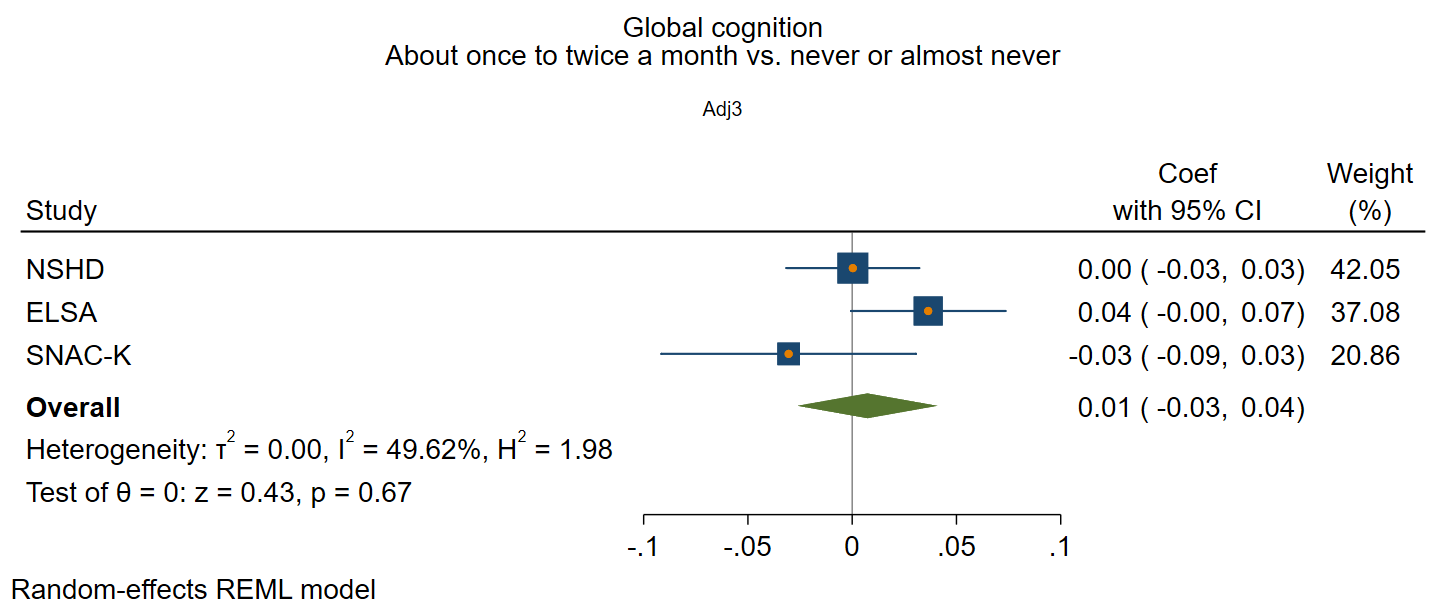 Global cognition
About once to twice a month vs. never or almost never
Adj3
Coef Weight
Study with 95% CI (%)
NSHD 0.00 ( -0.03, 0.03) 42.05
ELSA 0.04 ( -0.00, 0.07) 37.08
SNAC-K -0.03 ( -0.09, 0.03) 20.86
Overall 0.01 ( -0.03, 0.04)
Heterogeneity: τ² = 0.00, I² = 49.62%, H² = 1.98
Test of θ = 0: z = 0.43, p = 0.67
-.1 -.05 0 .05 .1
Random-effects REML model